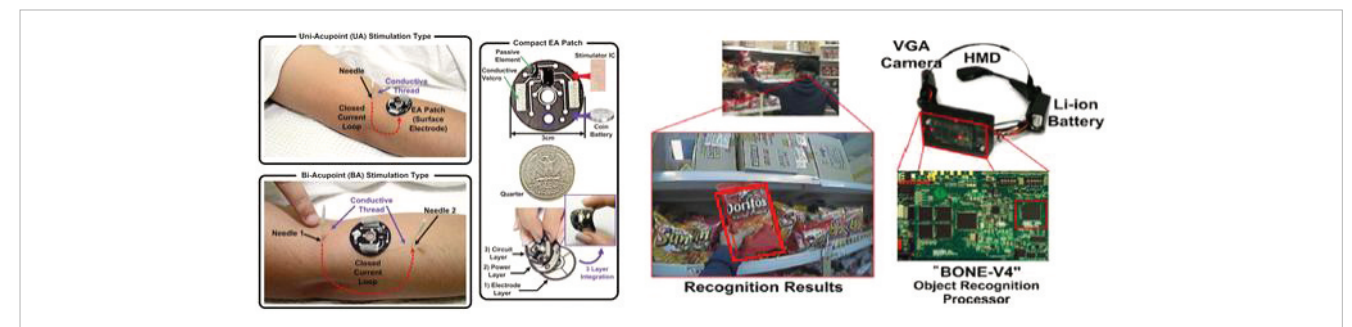 Uni-Acupoint (UA) Stimulation Type
Needle
Conductive
Thread
Closed
Current
Loop
EA Patch
(Surface
Electrode)
Bi-Acupoint (BA) Stimulation Type
Conductive
Thread
Needle 1
Needle 2
Closed
Current
Loop
Compact EA Patch
Passive
Element
Stimulator IC
Conductive
Velcro
Coin
Battery
3cm
Quarter
3) Circuit
Layer
2) Power
Layer
1) Electrode
Layer
3 Layer
Integration
Doritos
Recognition Results
VGA
Camera
HMD
Li-ion
Battery
"BONE-V4"
Object Recognition
Processor